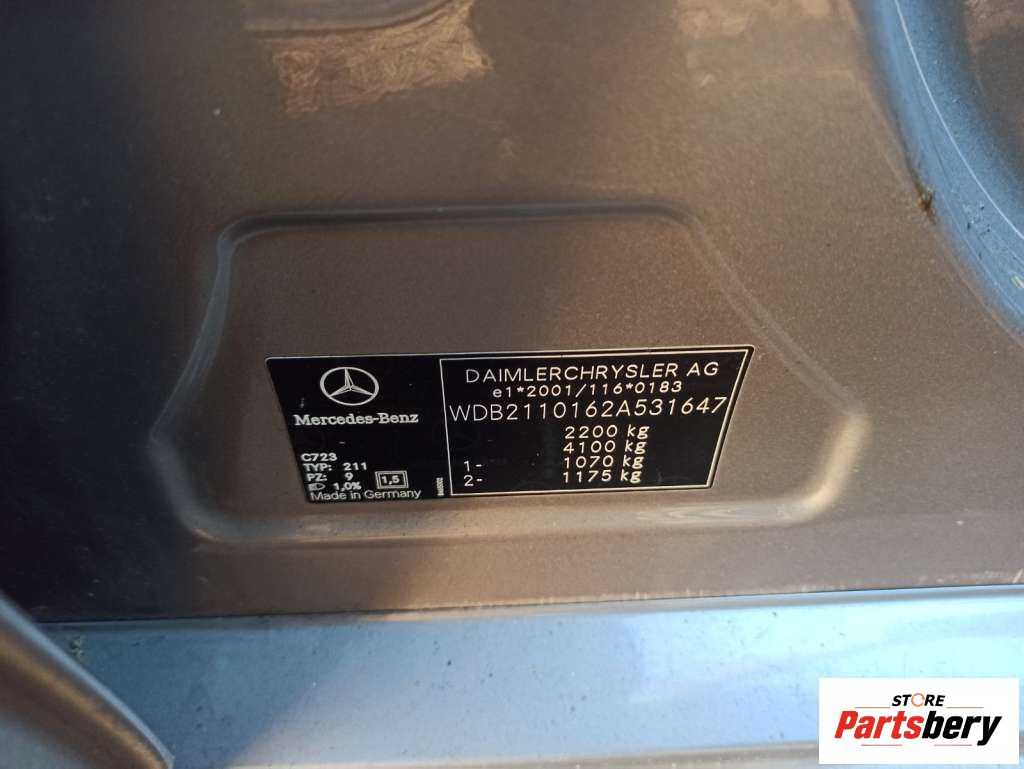 Mercedes-Benz
C723
TYP: 211
PZ: 9
1,0% 1,5
Made in Germany
DAIMLERCHRYSLER AG
e1*2001/116*0183
WDB2110162A531647
2200 kg
4100 kg
1- 1070 kg
2- 1175 kg
STORE
Partsbery